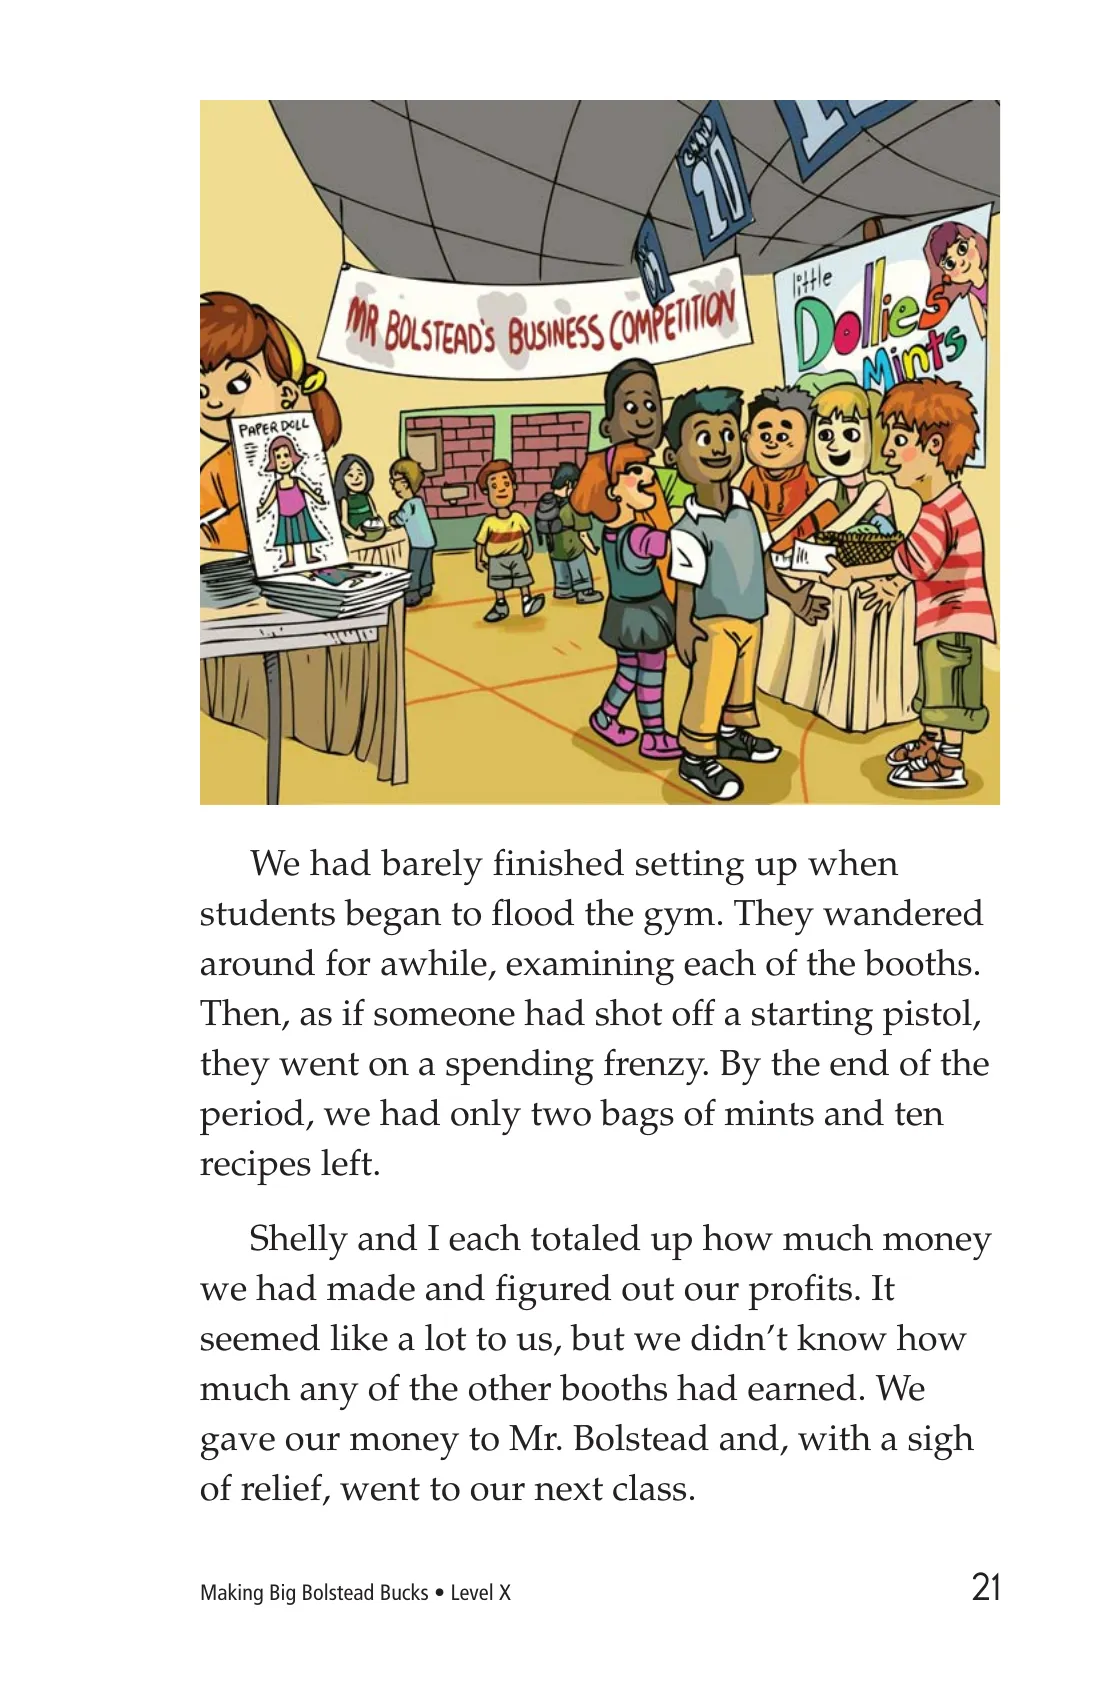 MR BOLSTEAD'S BUSINESS COMPETITION
little
Dollies
Mints
PAPER DOLL
We had barely finished setting up when
students began to flood the gym. They wandered
around for awhile, examining each of the booths.
Then, as if someone had shot off a starting pistol,
they went on a spending frenzy. By the end of the
period, we had only two bags of mints and ten
recipes left.
Shelly and I each totaled up how much money
we had made and figured out our profits. It
seemed like a lot to us, but we didn’t know how
much any of the other booths had earned. We
gave our money to Mr. Bolstead and, with a sigh
of relief, went to our next class.
Making Big Bolstead Bucks • Level X
21